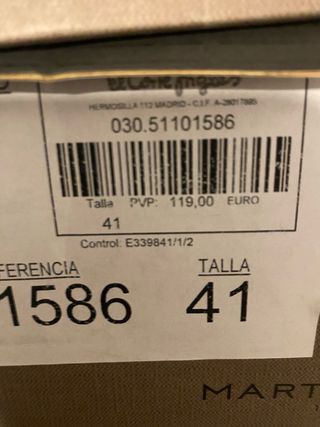 El Corte Inglés
HERMOSILLA 112 MADRID - C.I.F. A-28017895
030.51101586
Talla PVP: 119,00 EURO
41
Control: E339841/1/2
FERENCIA TALLA
1586 41
MART